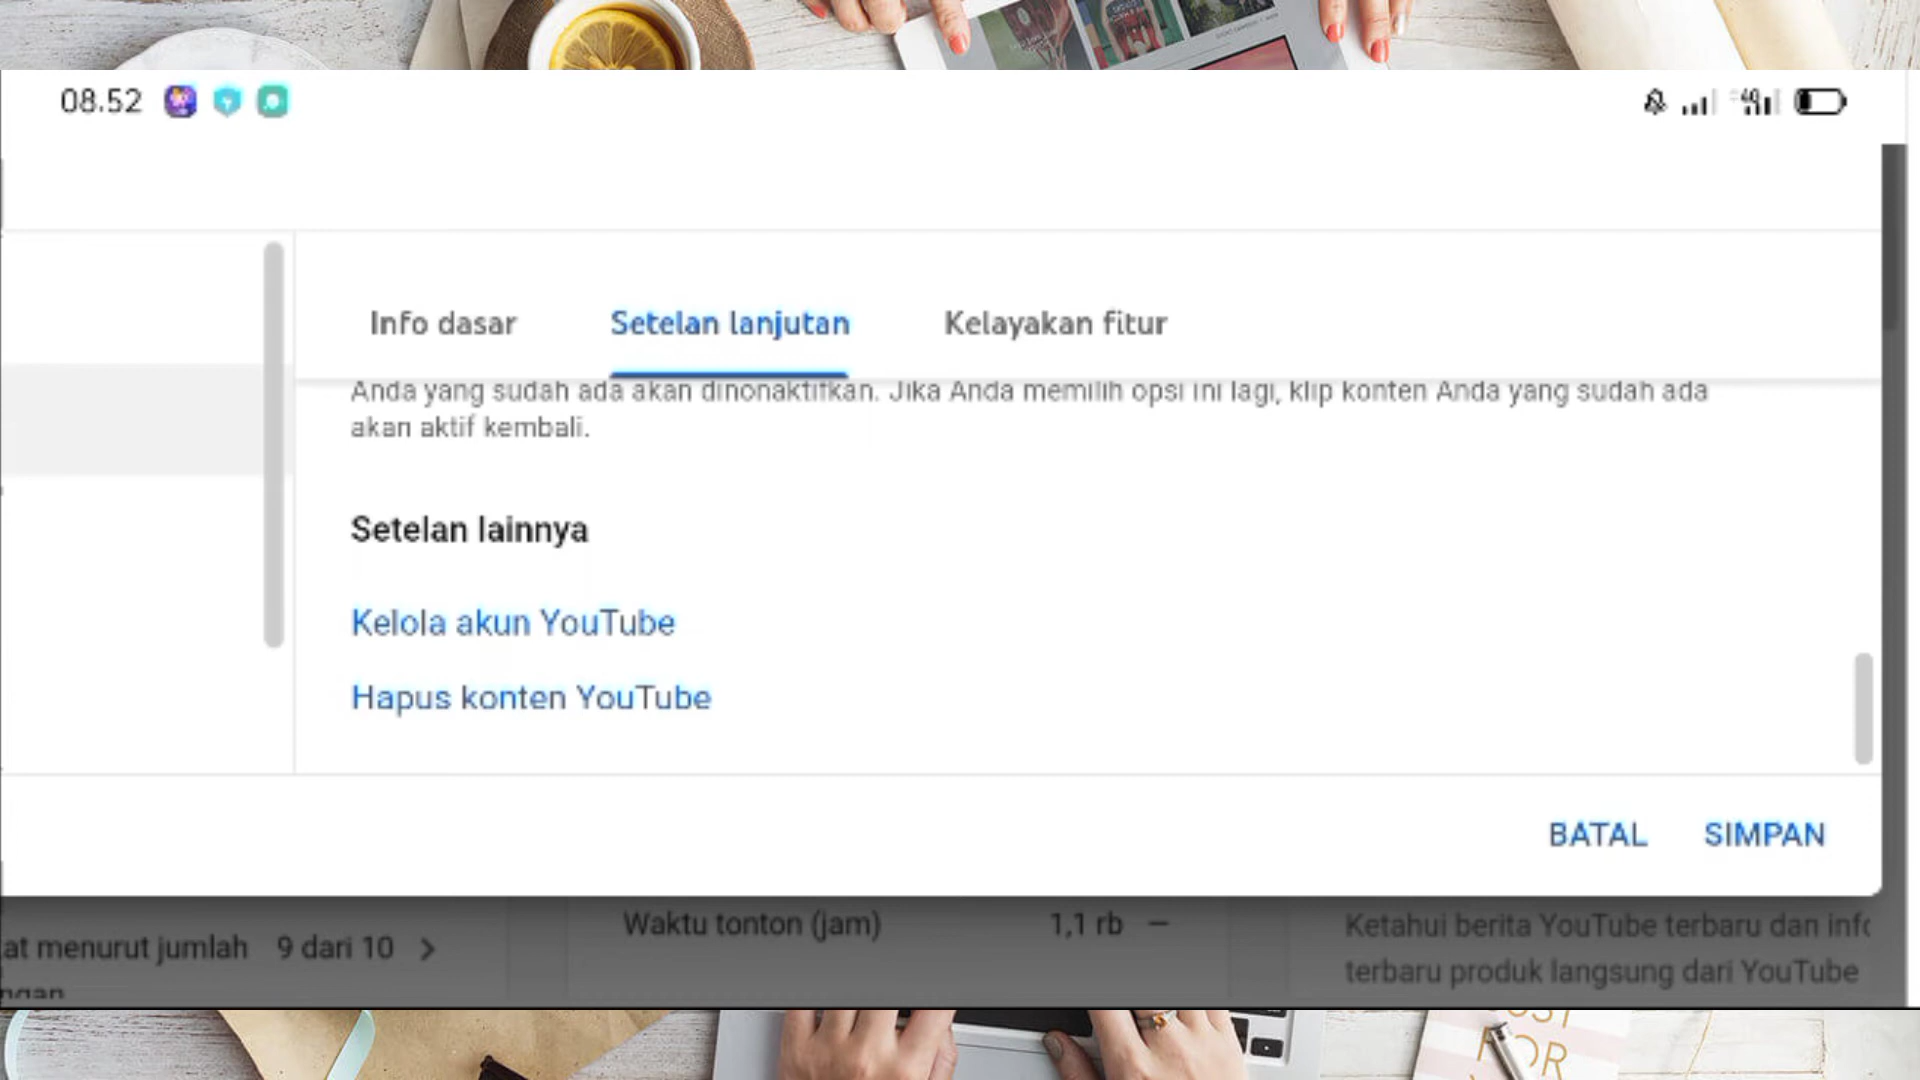 08.52
4G
Info dasar
Setelan lanjutan
Kelayakan fitur
Anda yang sudah ada akan dinonaktifkan. Jika Anda memilih opsi ini lagi, klip konten Anda yang sudah ada
akan aktif kembali.
Setelan lainnya
Kelola akun YouTube
Hapus konten YouTube
BATAL
SIMPAN
at menurut jumlah 9 dari 10
ngan
Waktu tonton (jam) 1,1 rb —
Ketahui berita YouTube terbaru dan info
terbaru produk langsung dari YouTube
FOR